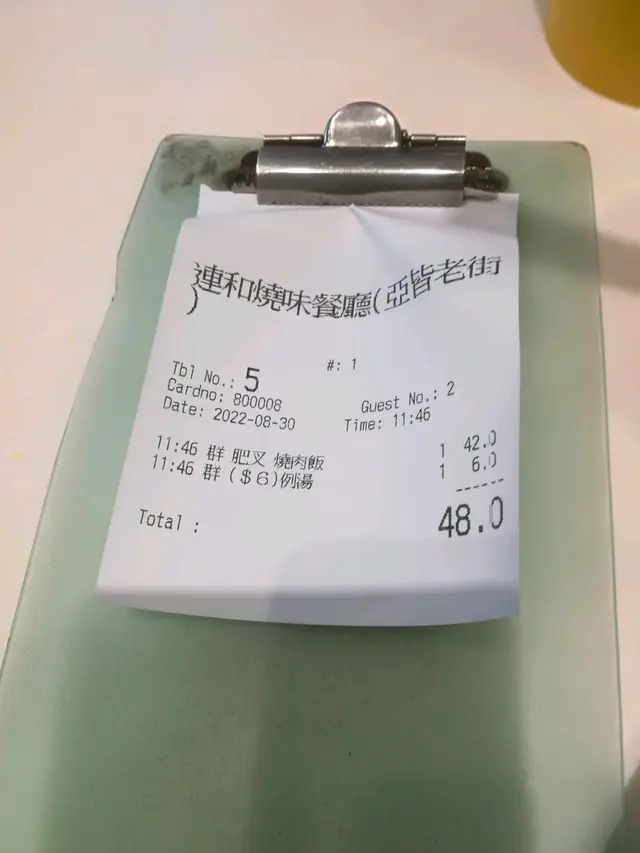 連和燒味餐廳(亞皆老街
)
#: 1
Tbl No.: 5
Cardno: 800008 Guest No.: 2
Date: 2022-08-30 Time: 11:46
11:46 群 肥叉 燒肉飯 1 42.0
11:46 群 ($6)例湯 1 6.0
------
Total : 48.0